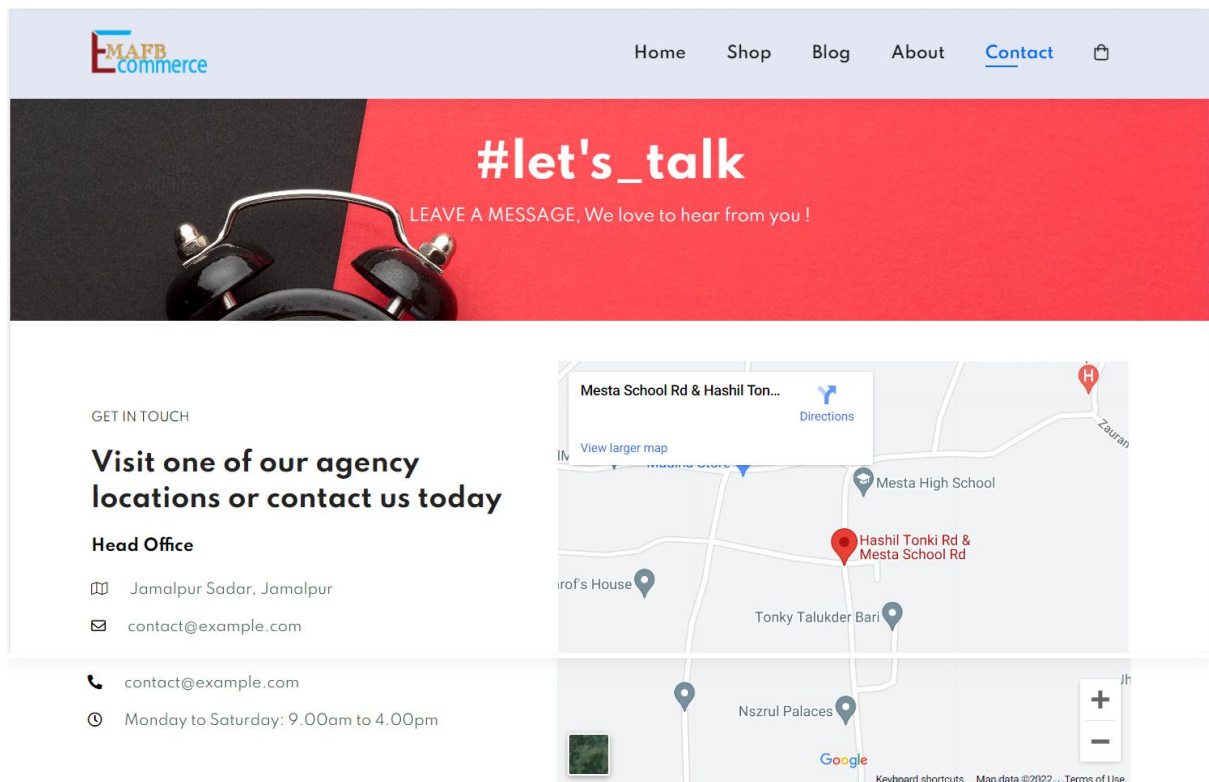 EMAFB
commerce
Home Shop Blog About Contact
#let's_talk
LEAVE A MESSAGE, We love to hear from you !
GET IN TOUCH
Visit one of our agency
locations or contact us today
Head Office
Jamalpur Sadar, Jamalpur
contact@example.com
contact@example.com
Monday to Saturday: 9.00am to 4.00pm
Mesta School Rd & Hashil Ton...
Directions
View larger map
H
Mesta High School
Hashil Tonki Rd &
Mesta School Rd
rof's House
Tonky Talukder Bari
Nszrul Palaces
+
−
Google
Keyboard shortcuts Map data ©2022 Terms of Use